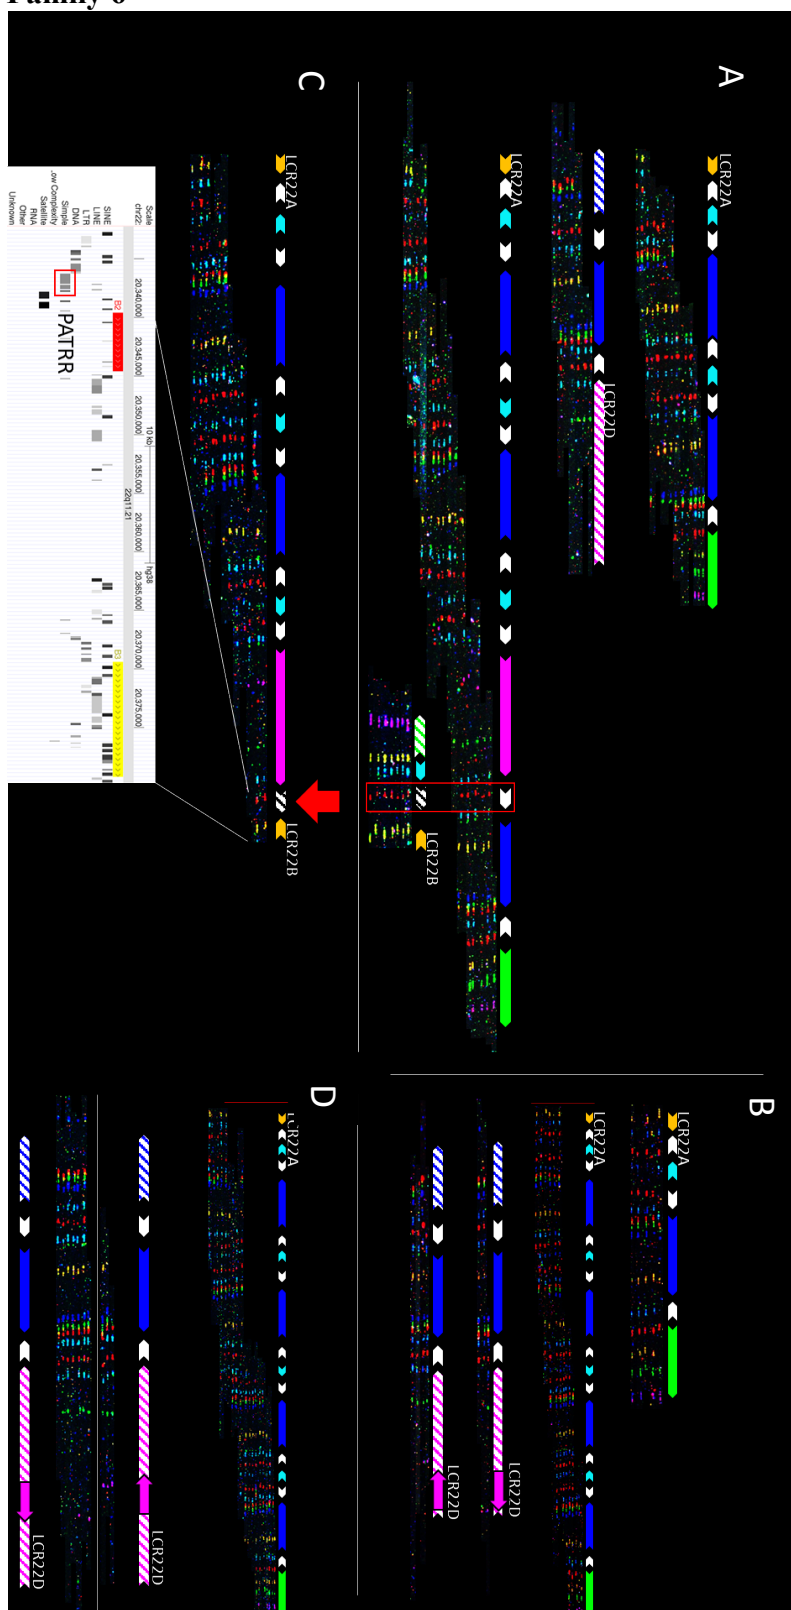 A
LCR22A
LCR22D
LCR22A
LCR22B
B
LCR22A
LCR22A
LCR22D
LCR22D
C
LCR22A
LCR22B
Scale
chr22:
10 kb
hg38
20,340,000
20,345,000
20,350,000
20,355,000
20,360,000
20,365,000
20,370,000
20,375,000
22q11.21
B2
B3
SINE
LINE
LTR
DNA
Simple
Low Complexity
Satellite
RNA
Other
Unknown
PATRR
D
LCR22A
LCR22D
LCR22D